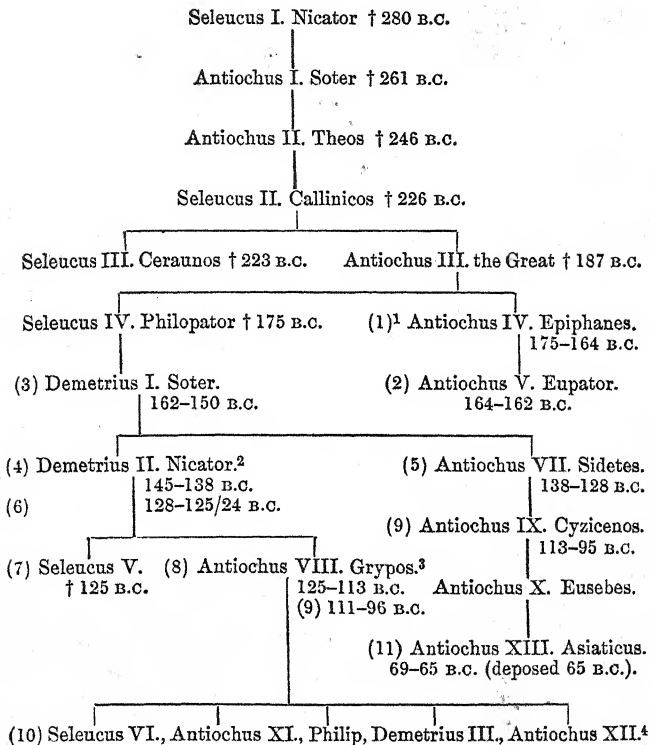 Seleucus I. Nicator † 280 B.C.
Antiochus I. Soter † 261 B.C.
Antiochus II. Theos † 246 B.C.
Seleucus II. Callinicos † 226 B.C.
Seleucus III. Ceraunos † 223 B.C. Antiochus III. the Great † 187 B.C.
Seleucus IV. Philopator † 175 B.C. (1)¹ Antiochus IV. Epiphanes.
175–164 B.C.
(3) Demetrius I. Soter. (2) Antiochus V. Eupator.
162–150 B.C. 164–162 B.C.
(4) Demetrius II. Nicator.² (5) Antiochus VII. Sidetes.
145–138 B.C. 138–128 B.C.
(6) 128–125/24 B.C. (9) Antiochus IX. Cyzicenos.
113–95 B.C.
(7) Seleucus V. (8) Antiochus VIII. Grypos.³
† 125 B.C. 125–113 B.C. Antiochus X. Eusebes.
(9) 111–96 B.C.
(11) Antiochus XIII. Asiaticus.
69–65 B.C. (deposed 65 B.C.).
(10) Seleucus VI., Antiochus XI., Philip, Demetrius III., Antiochus XII.⁴